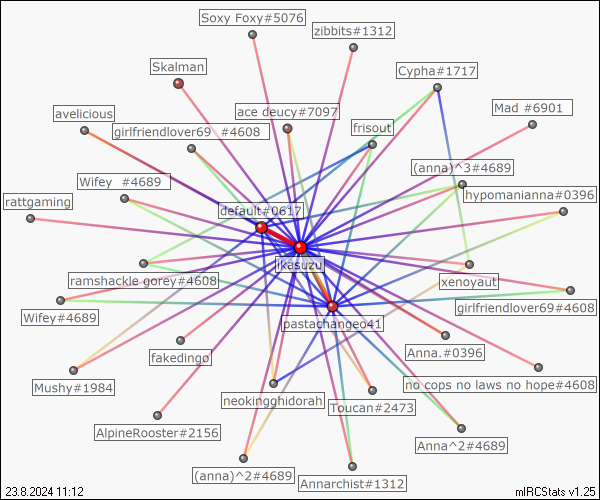 Soxy Foxy#5076
zibbits#1312
Skalman
Cypha#1717
Mad #6901
avelicious
ace deucy#7097
girlfriendlover69 #4608
frisout
(anna)^3#4689
Wifey #4689
hypomanianna#0396
rattgaming
default#0617
ikasuzu
ramshackle gorey#4608
xenoyaut
Wifey#4689
girlfriendlover69#4608
pastachangeo41
fakedingo
Anna.#0396
Mushy#1984
no cops no laws no hope#4608
neokingghidorah
Toucan#2473
AlpineRooster#2156
Anna^2#4689
(anna)^2#4689
Annarchist#1312
23.8.2024 11:12
mIRCStats v1.25